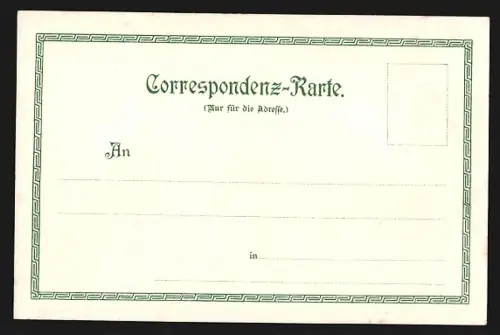 Correspondenz-Karte.
(Nur für die Adresse.)
An
in